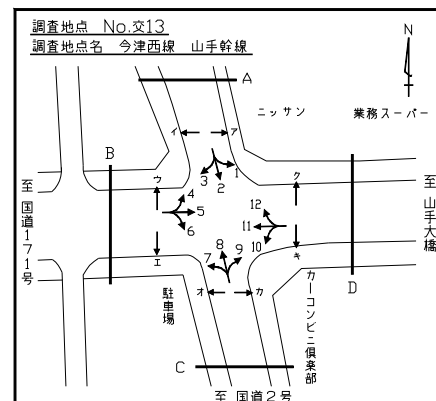 調査地点 No.交13
調査地点名 今津西線 山手幹線
N
A
ニッサン
業務スーパー
イ
ア
B
ウ
ク
3
2
1
4
5
6
12
11
10
至 国道171号
至 山手大橋
エ
キ
7
8
9
オ
カ
駐車場
カーコンビニ倶楽部
D
C
至 国道2号